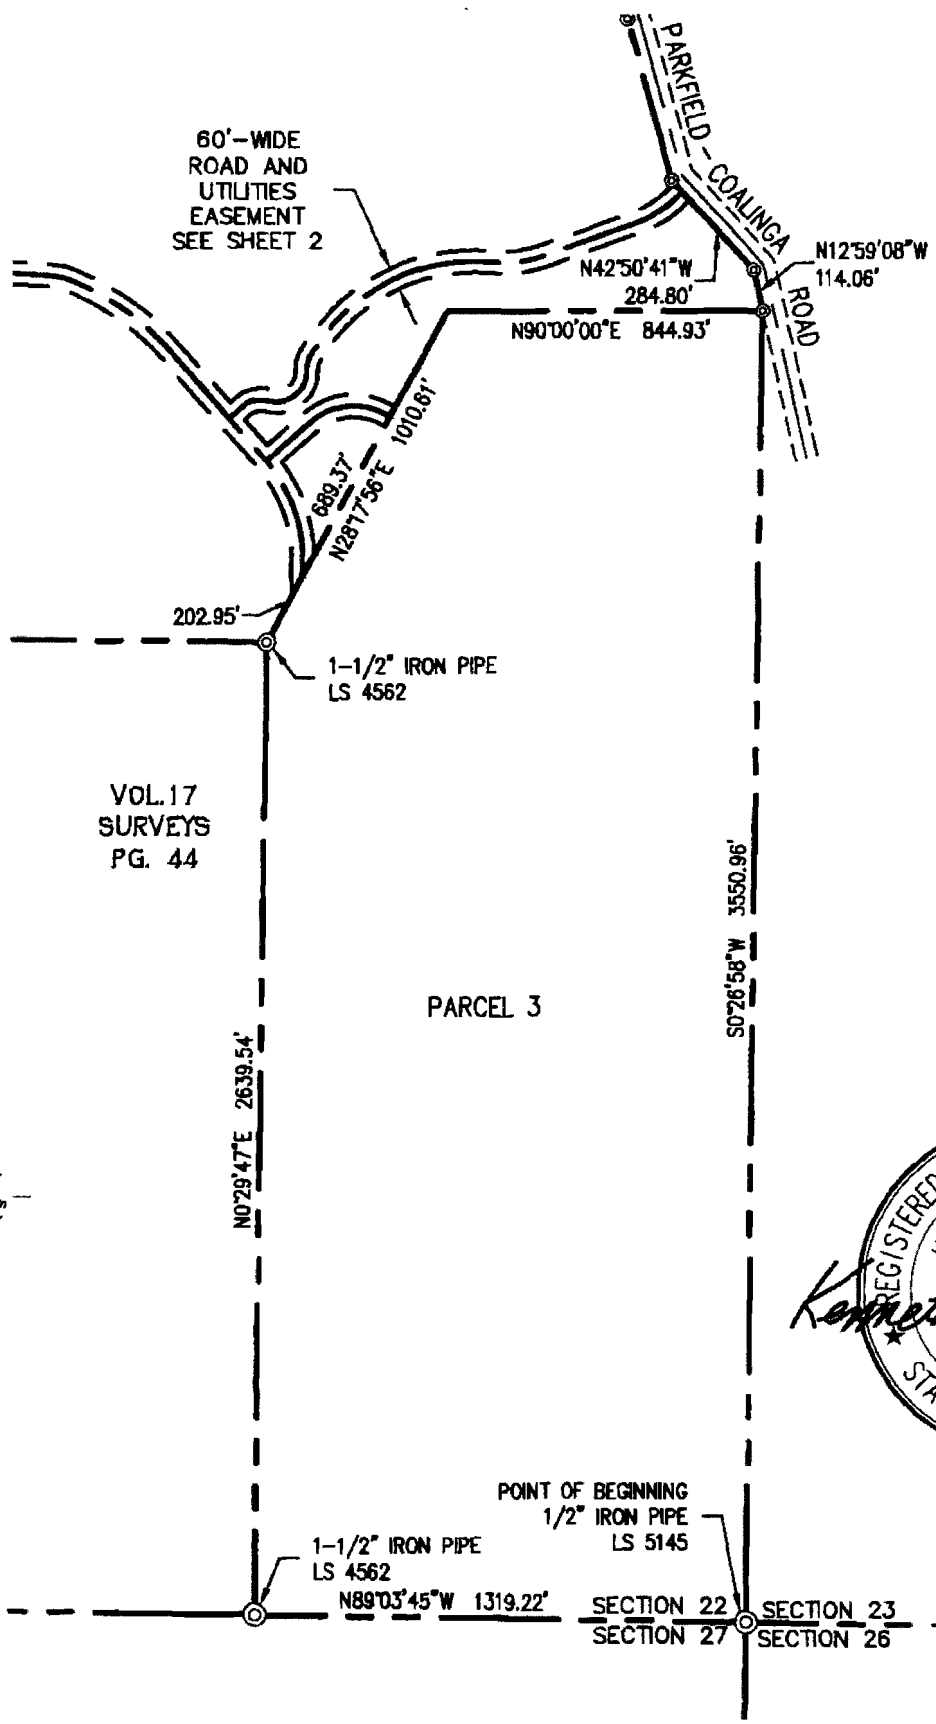 PARKFIELD - COALINGA ROAD
60'-WIDE
ROAD AND
UTILITIES
EASEMENT
SEE SHEET 2
N42°50'41"W
284.80'
N12°59'08"W
114.06'
N90°00'00"E 844.93'
1010.61'
689.37'
N28°17'56"E
202.95'
1-1/2" IRON PIPE
LS 4562
VOL.17
SURVEYS
PG. 44
S0°26'58"W 3550.96'
PARCEL 3
N0°29'47"E 2639.54'
REGISTERED
Kennet
STA
POINT OF BEGINNING
1/2" IRON PIPE
LS 5145
1-1/2" IRON PIPE
LS 4562
N89°03'45"W 1319.22'
SECTION 22
SECTION 23
SECTION 27
SECTION 26